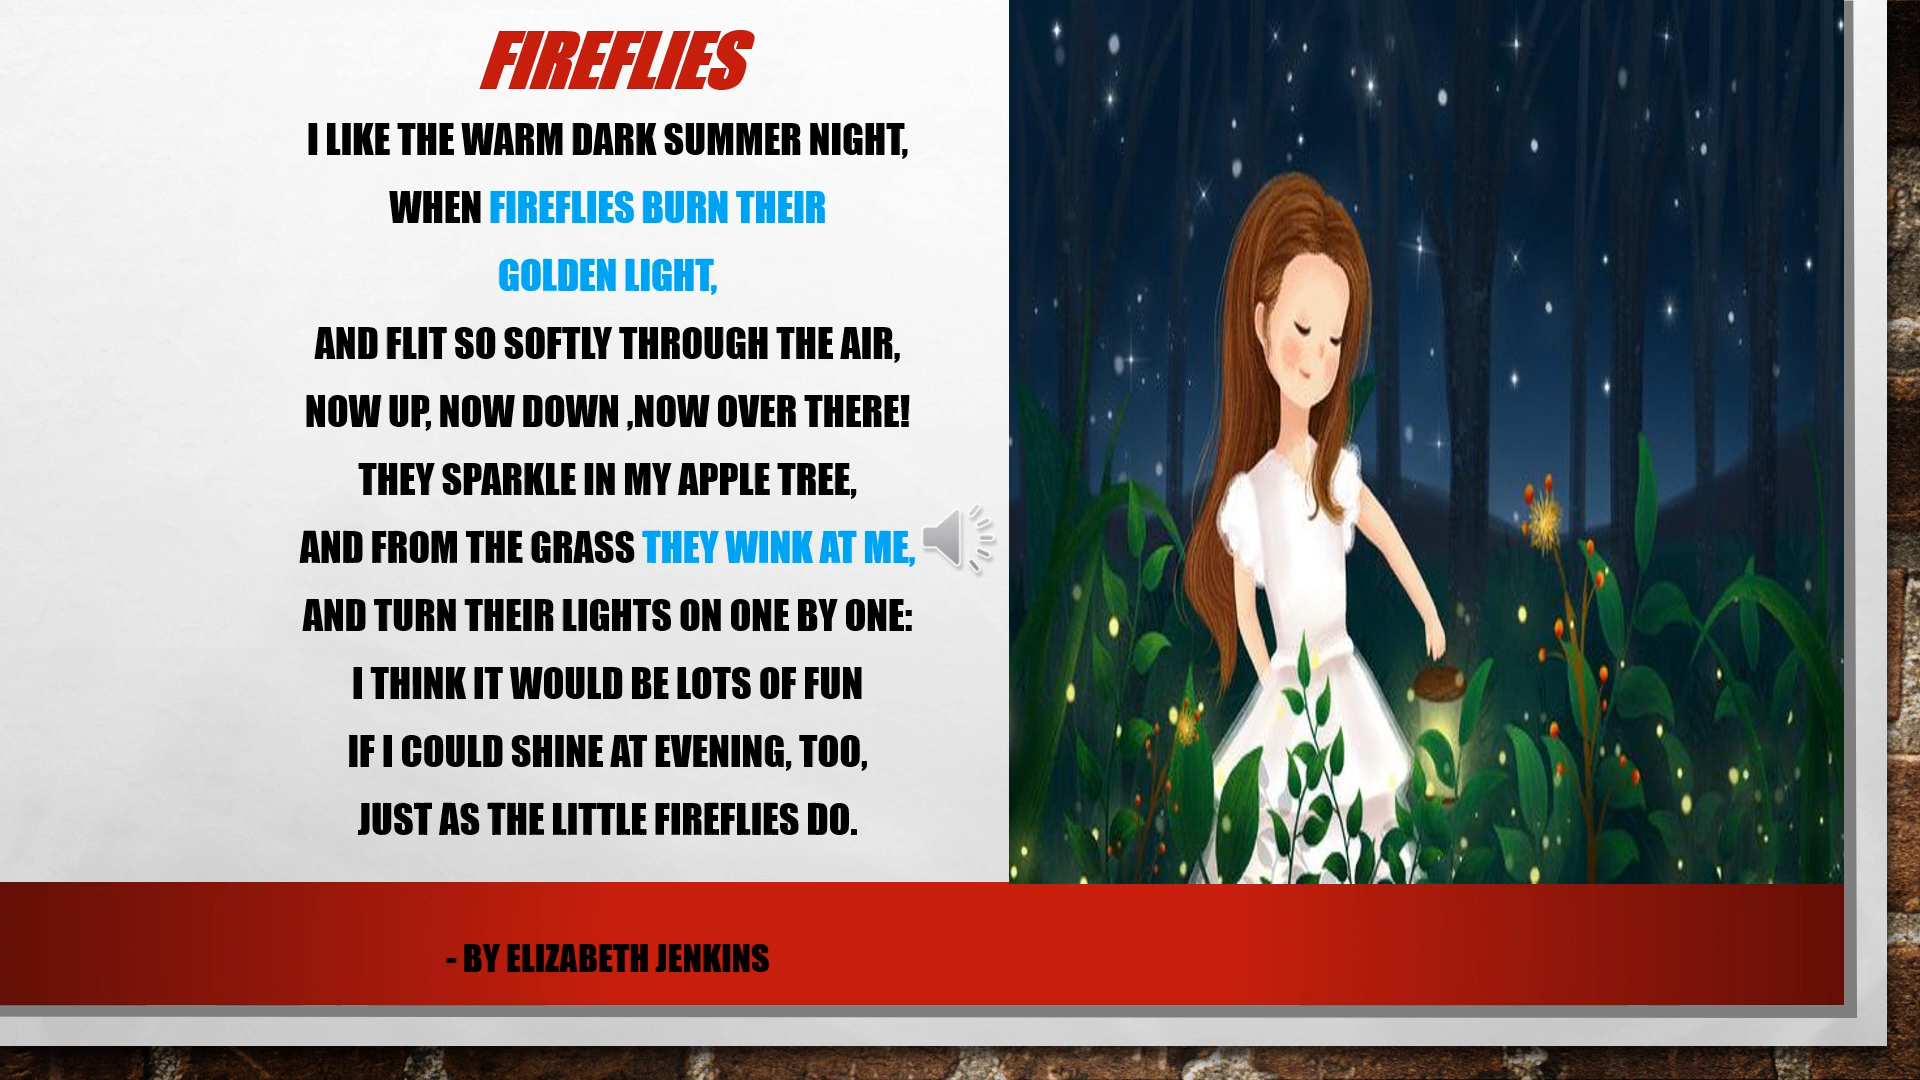 FIREFLIES
I LIKE THE WARM DARK SUMMER NIGHT,
WHEN FIREFLIES BURN THEIR
GOLDEN LIGHT,
AND FLIT SO SOFTLY THROUGH THE AIR,
NOW UP, NOW DOWN ,NOW OVER THERE!
THEY SPARKLE IN MY APPLE TREE,
AND FROM THE GRASS THEY WINK AT ME,
AND TURN THEIR LIGHTS ON ONE BY ONE:
I THINK IT WOULD BE LOTS OF FUN
IF I COULD SHINE AT EVENING, TOO,
JUST AS THE LITTLE FIREFLIES DO.
- BY ELIZABETH JENKINS